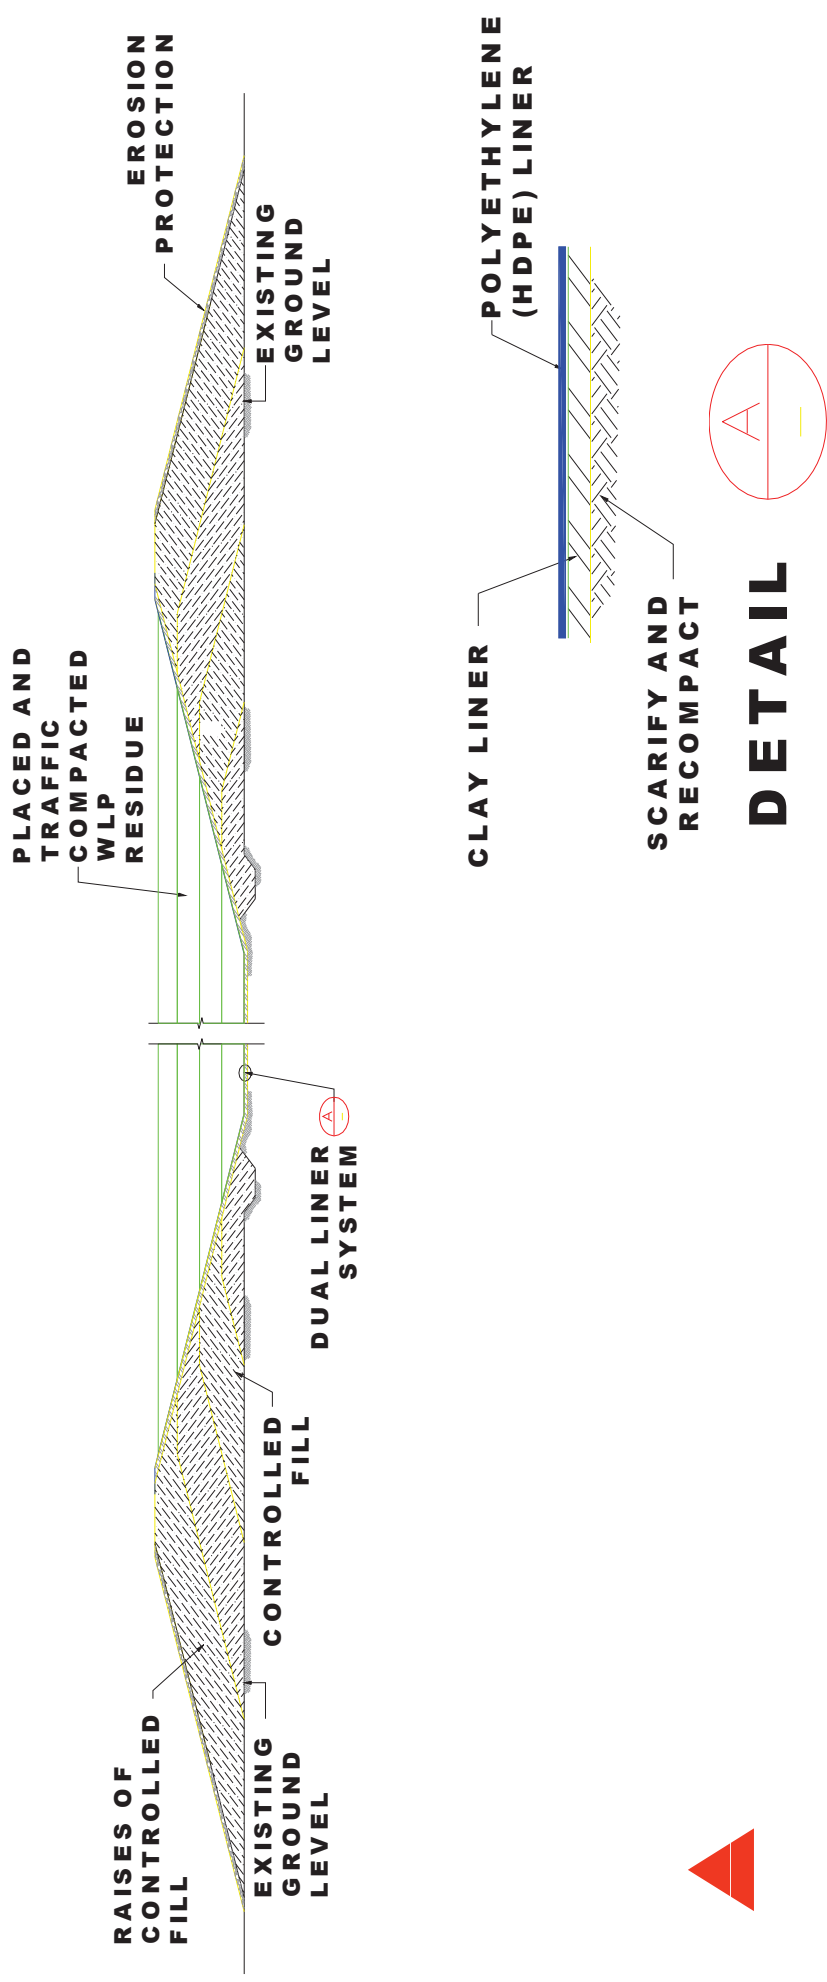 RAISES OF
CONTROLLED
FILL
EXISTING
GROUND
LEVEL
CONTROLLED
FILL
DUAL LINER
SYSTEM
A
PLACED AND
TRAFFIC
COMPACTED
WLP
RESIDUE
EROSION
PROTECTION
EXISTING
GROUND
LEVEL
CLAY LINER
POLYETHYLENE
(HDPE) LINER
SCARIFY AND
RECOMPACT
DETAIL
A